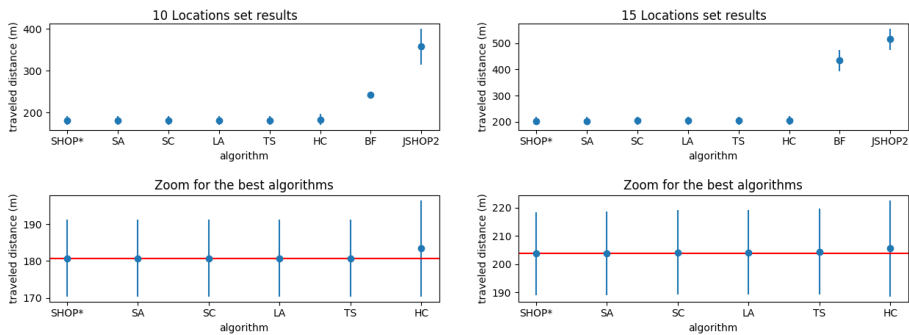 10 Locations set results
traveled distance (m)
400
300
200
SHOP* SA SC LA TS HC BF JSHOP2
algorithm
15 Locations set results
traveled distance (m)
500
400
300
200
SHOP* SA SC LA TS HC BF JSHOP2
algorithm
Zoom for the best algorithms
traveled distance (m)
190
180
170
SHOP* SA SC LA TS HC
algorithm
Zoom for the best algorithms
traveled distance (m)
220
210
200
190
SHOP* SA SC LA TS HC
algorithm